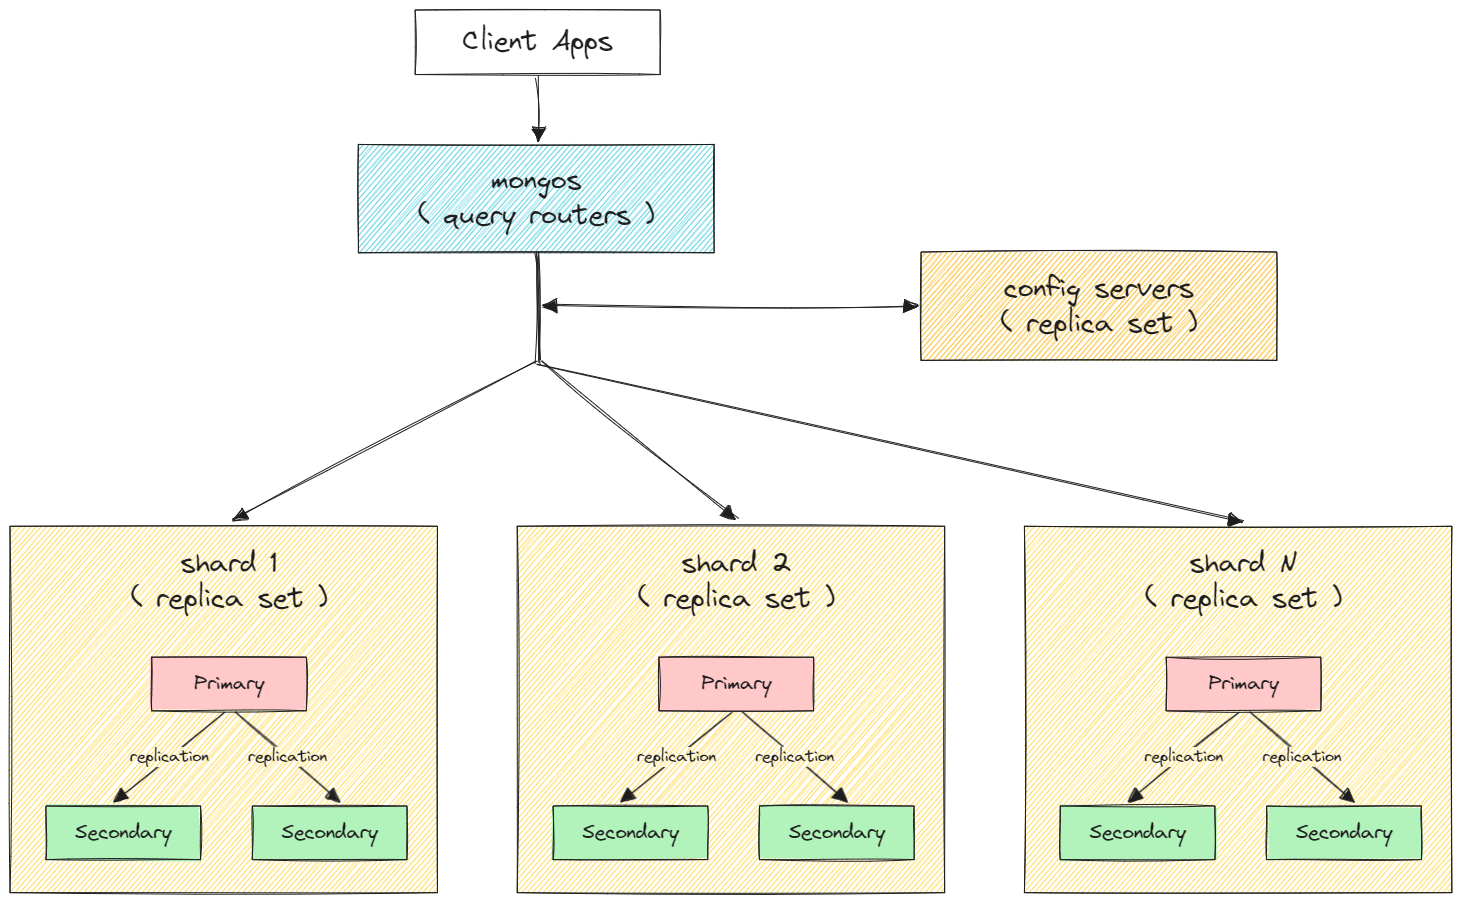 Client Apps
mongos
( query routers )
config servers
( replica set )
shard 1
( replica set )
Primary
replication
replication
Secondary
Secondary
shard 2
( replica set )
Primary
replication
replication
Secondary
Secondary
shard N
( replica set )
Primary
replication
replication
Secondary
Secondary